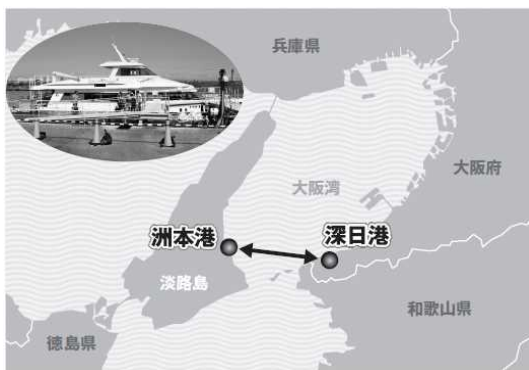 兵庫県
大阪府
大阪湾
洲本港
深日港
淡路島
和歌山県
徳島県